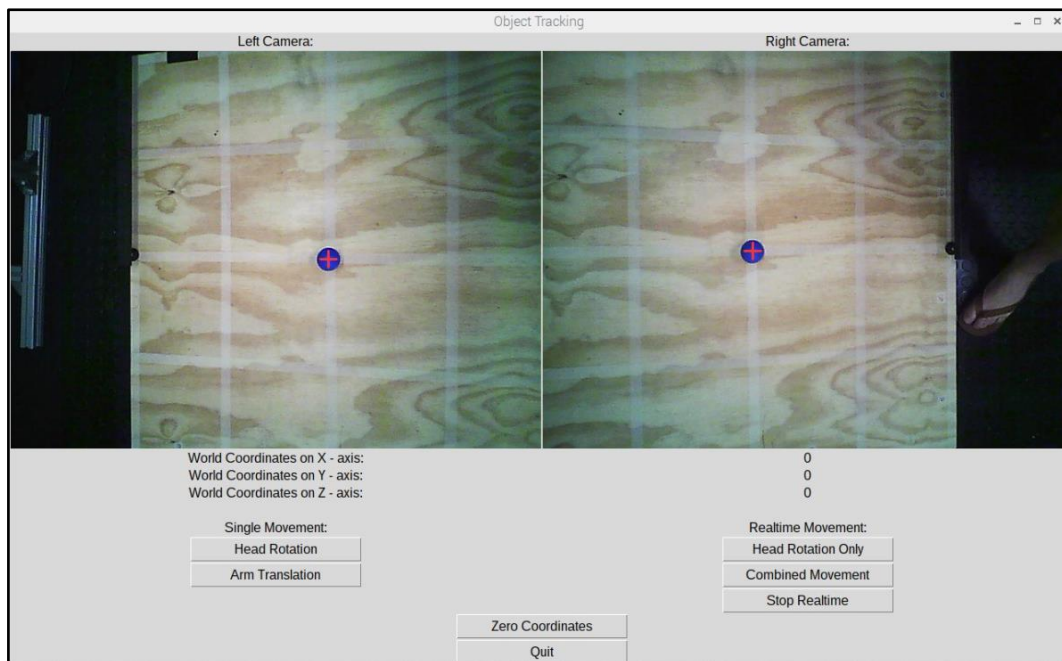 Object Tracking
Left Camera: Right Camera:
World Coordinates on X - axis: 0
World Coordinates on Y - axis: 0
World Coordinates on Z - axis: 0
Single Movement: Realtime Movement:
Head Rotation Head Rotation Only
Arm Translation Combined Movement
Stop Realtime
Zero Coordinates
Quit